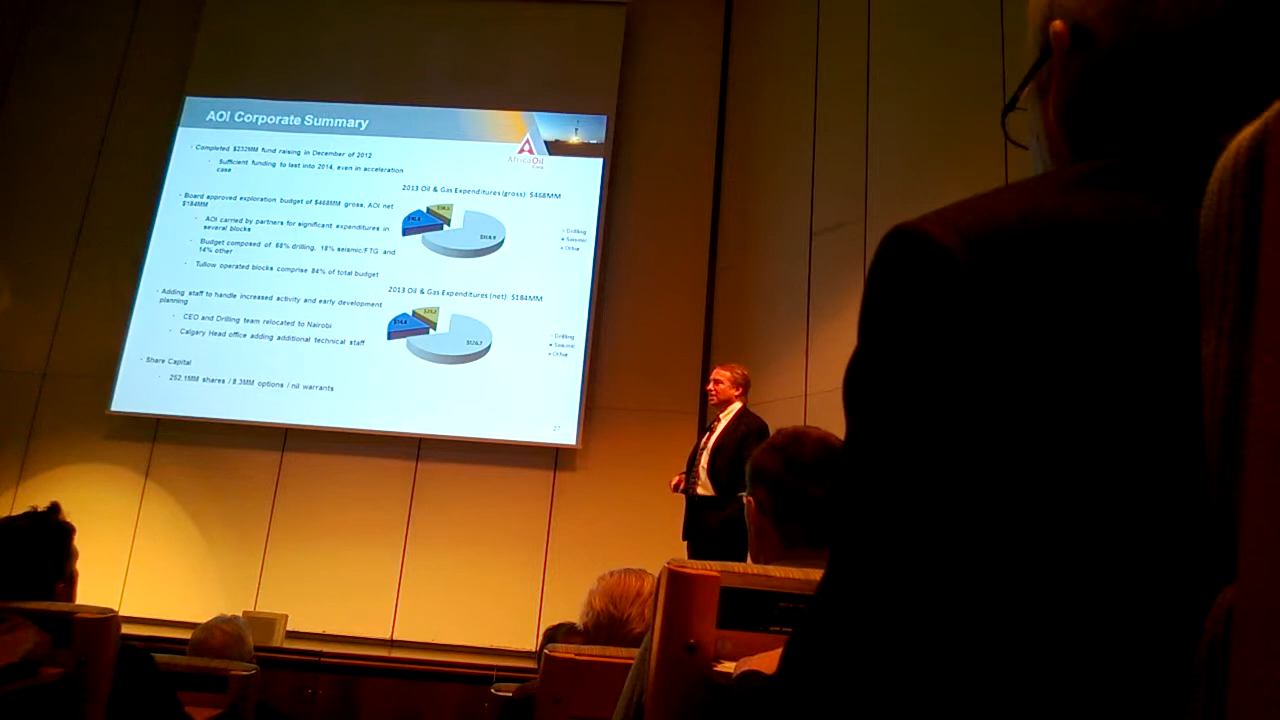 AOI Corporate Summary
AfricaOil
Completed $232MM fund raising in December of 2012
Sufficient funding to last into 2014, even in acceleration
case
2013 Oil & Gas Expenditures (gross): $468MM
Board approved exploration budget of $468MM gross, AOI net
$184MM
AOI carried by partners for significant expenditures in
several blocks
Budget composed of 68% drilling, 18% seismic/FTG and
14% other
Tullow operated blocks comprise 84% of total budget
Drilling
Seismic
Other
2013 Oil & Gas Expenditures (net): $184MM
Adding staff to handle increased activity and early development
planning
CEO and Drilling team relocated to Nairobi
Calgary Head office adding additional technical staff
Drilling
Seismic
Other
Share Capital
252.1MM shares / 8.3MM options / nil warrants
27